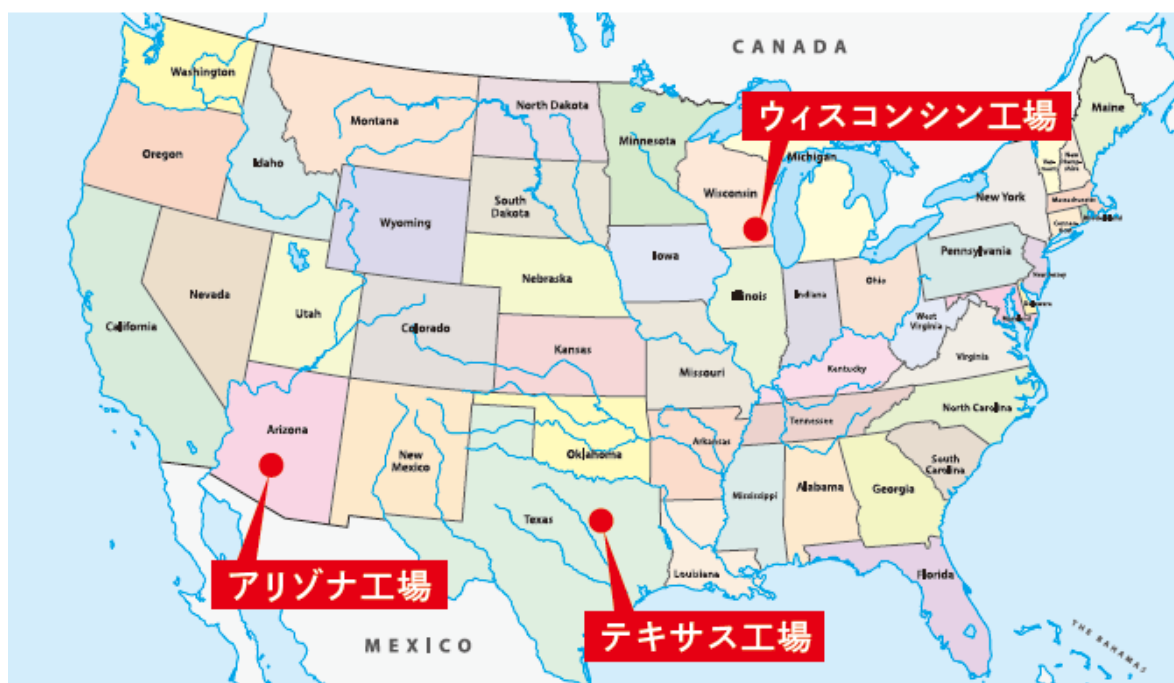 CANADA
Washington
Montana
North Dakota
Minnesota
ウィスコンシン工場
Maine
Oregon
Idaho
Michigan
Wisconsin
South
Dakota
New York
Massachusetts
Wyoming
Iowa
Pennsylvania
Nebraska
Nevada
Utah
Illinois
Indiana
Ohio
California
Colorado
West
Virginia
Kansas
Missouri
Kentucky
Virginia
Arizona
New
Mexico
Oklahoma
Arkansas
Tennessee
North Carolina
South
Carolina
Texas
Mississippi
Alabama
Georgia
Louisiana
Florida
アリゾナ工場
テキサス工場
MEXICO
THE BAHAMAS